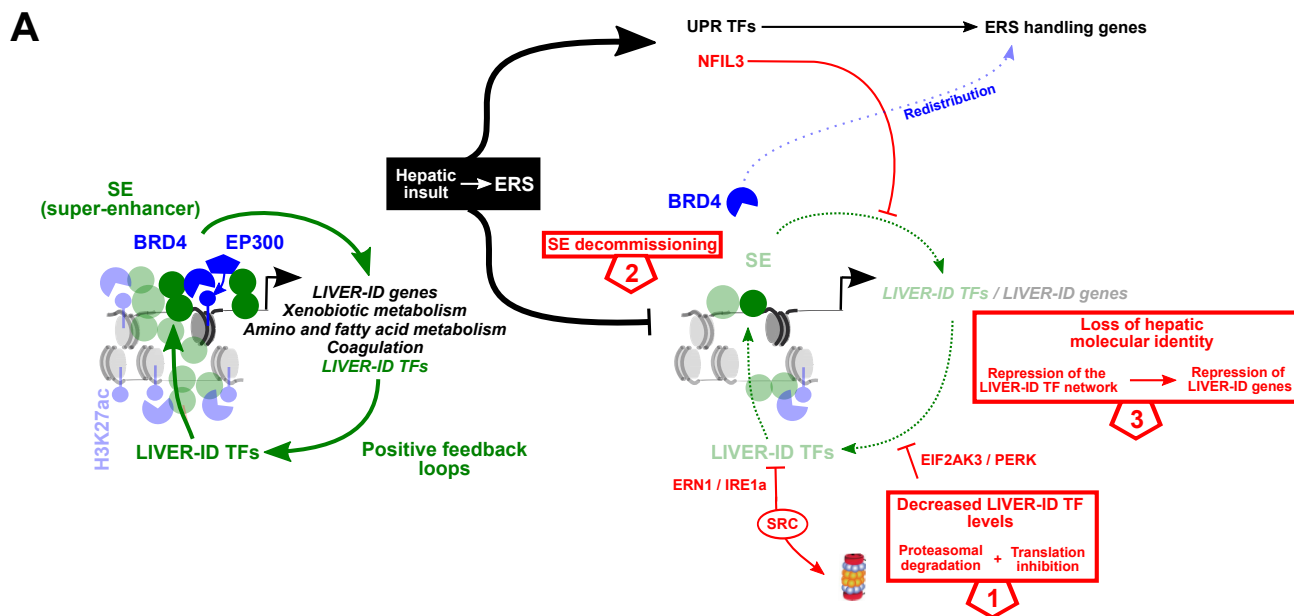 A
UPR TFs
ERS handling genes
NFIL3
Redistribution
Hepatic
insult
ERS
SE
(super-enhancer)
BRD4
EP300
BRD4
SE decommissioning
2
SE
LIVER-ID genes
Xenobiotic metabolism
Amino and fatty acid metabolism
Coagulation
LIVER-ID TFs
LIVER-ID TFs / LIVER-ID genes
Loss of hepatic
molecular identity
Repression of the
LIVER-ID TF network
Repression of
LIVER-ID genes
3
H3K27ac
LIVER-ID TFs
Positive feedback
loops
LIVER-ID TFs
EIF2AK3 / PERK
ERN1 / IRE1a
SRC
Decreased LIVER-ID TF
levels
Proteasomal
degradation
+
Translation
inhibition
1